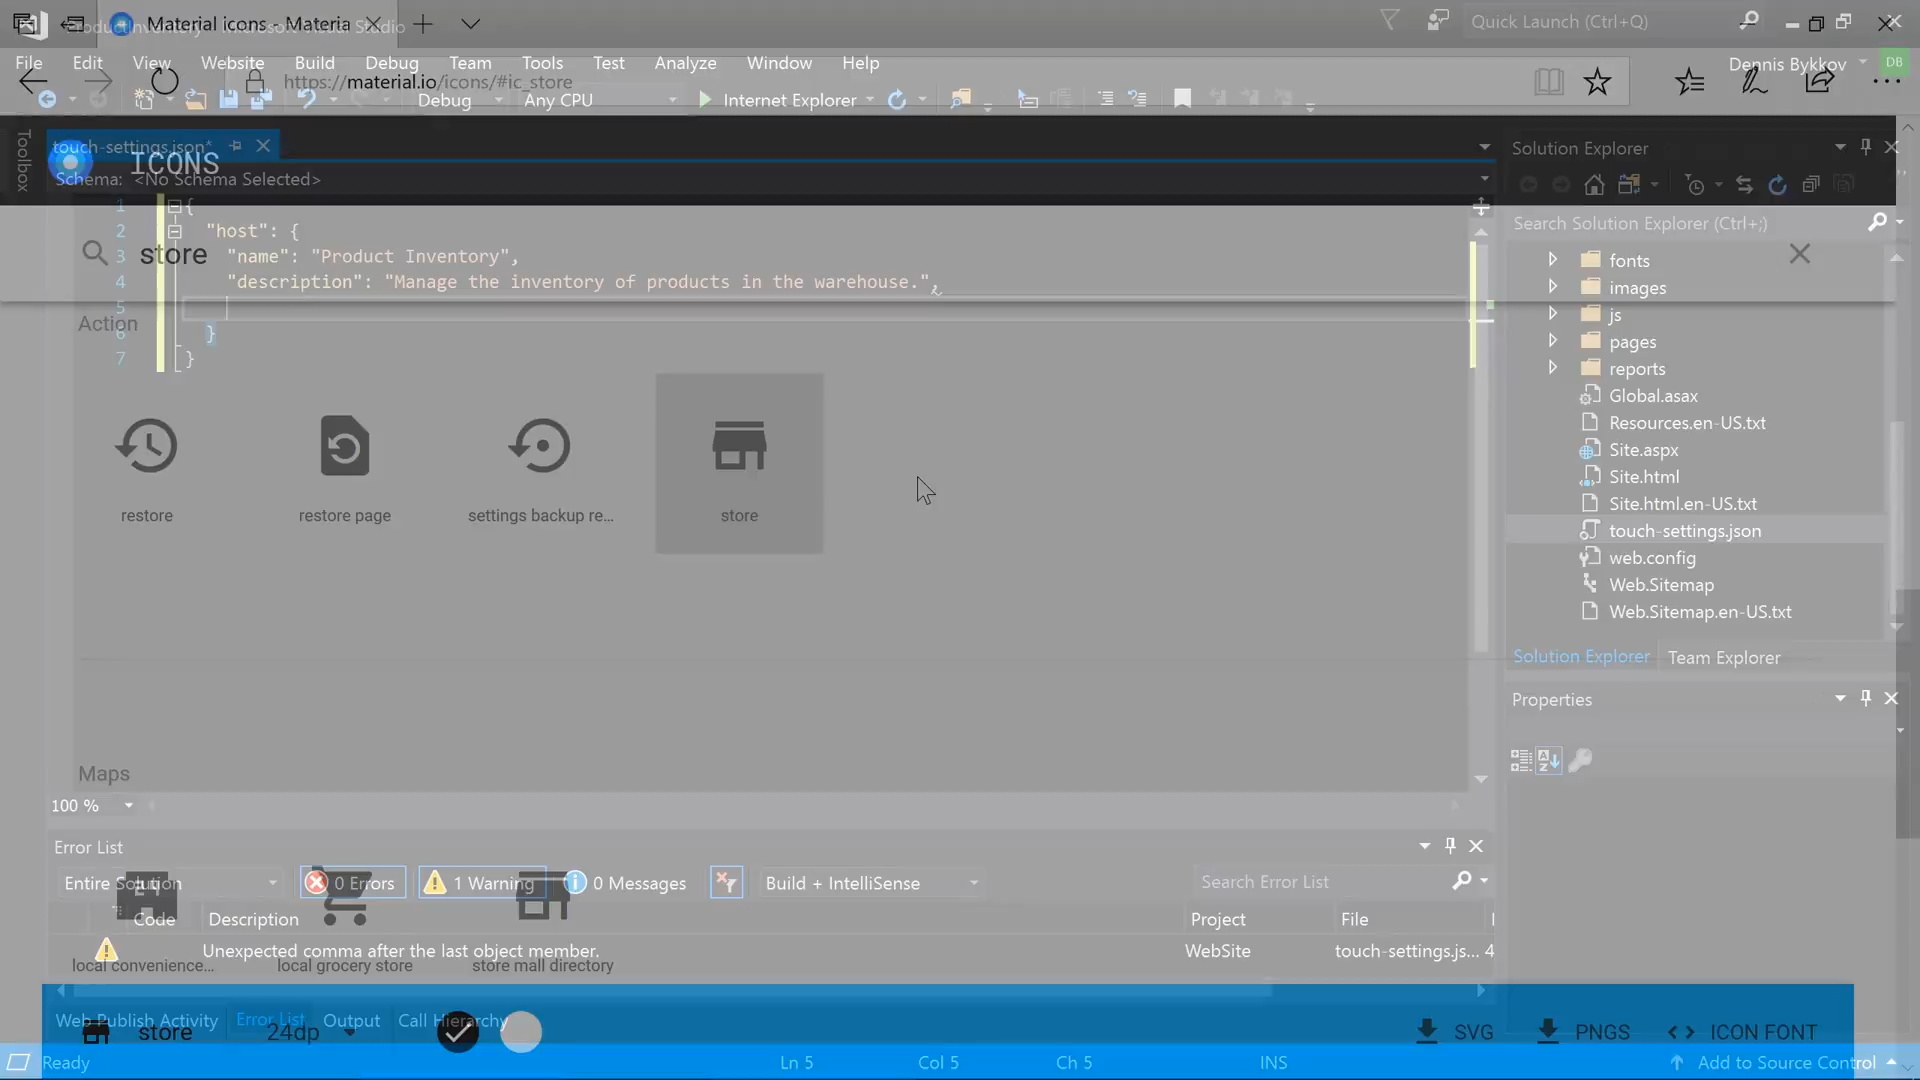 Material icons - Materia
ProductInventory - Microsoft Visual Studio
Quick Launch (Ctrl+Q)
File Edit View Website Build Debug Team Tools Test Analyze Window Help
Dennis Bykkov DB
https://material.io/icons/#ic_store
Debug Any CPU Internet Explorer
Toolbox
touch-settings.json*
ICONS
Schema: <No Schema Selected>
1 {
2 "host": {
3 "name": "Product Inventory",
4 "description": "Manage the inventory of products in the warehouse.",
5
6 }
7 }
store
Action
restore
restore page
settings backup re...
store
Maps
100 %
Solution Explorer
Search Solution Explorer (Ctrl+;)
fonts
images
js
pages
reports
Global.asax
Resources.en-US.txt
Site.aspx
Site.html
Site.html.en-US.txt
touch-settings.json
web.config
Web.Sitemap
Web.Sitemap.en-US.txt
Solution Explorer Team Explorer
Properties
Error List
Entire Solution 0 Errors 1 Warning 0 Messages Build + IntelliSense Search Error List
Code Description Project File
Unexpected comma after the last object member. WebSite touch-settings.js... 4
local convenience... local grocery store store mall directory
Web Publish Activity Error List Output Call Hierarchy
store 24dp SVG PNGS ICON FONT
Ready Ln 5 Col 5 Ch 5 INS Add to Source Control